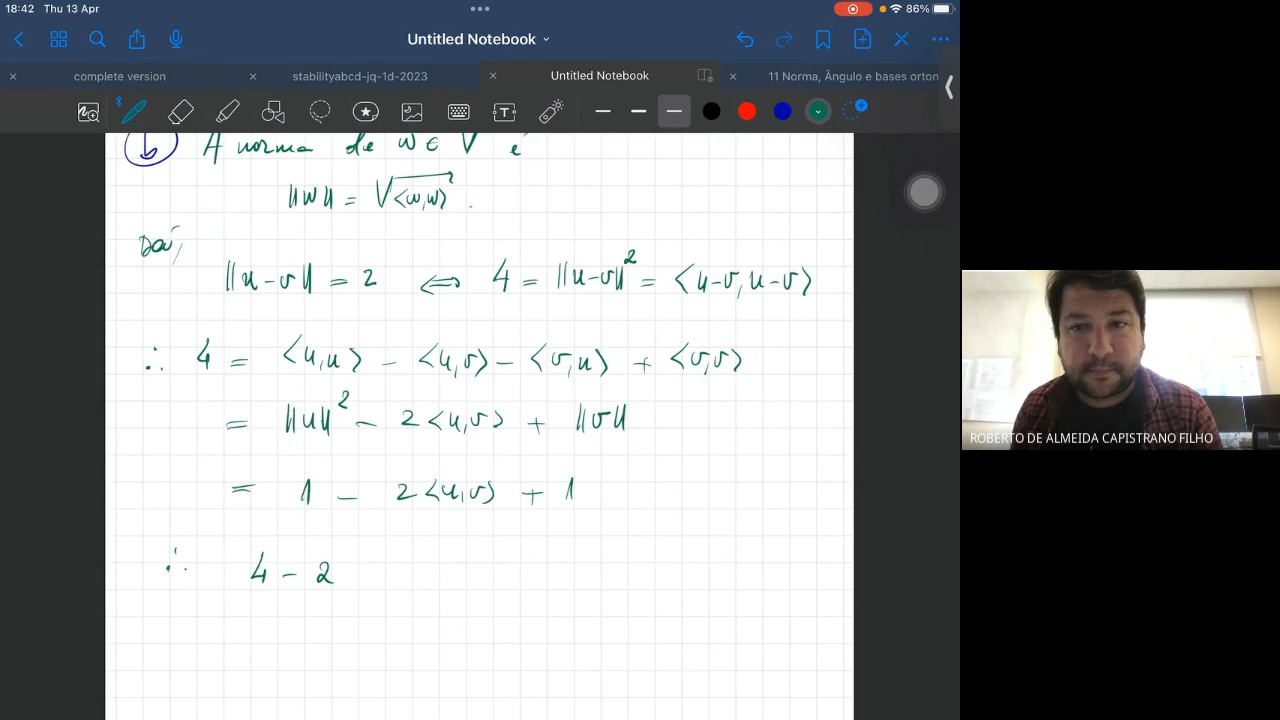 18:42 Thu 13 Apr
86%
Untitled Notebook
complete version
stabilityabcd-jq-1d-2023
Untitled Notebook
11 Norma, Ângulo e bases orton
b) A norma de w ∈ V é
||w|| = √<w,w> .
Daí,
||u-v|| = 2 ⟺ 4 = ||u-v||² = <u-v, u-v>
∴ 4 = <u,u> - <u,v> - <v,u> + <v,v>
= ||u||² - 2<u,v> + ||v||
= 1 - 2<u,v> + 1
∴ 4 - 2
ROBERTO DE ALMEIDA CAPISTRANO FILHO